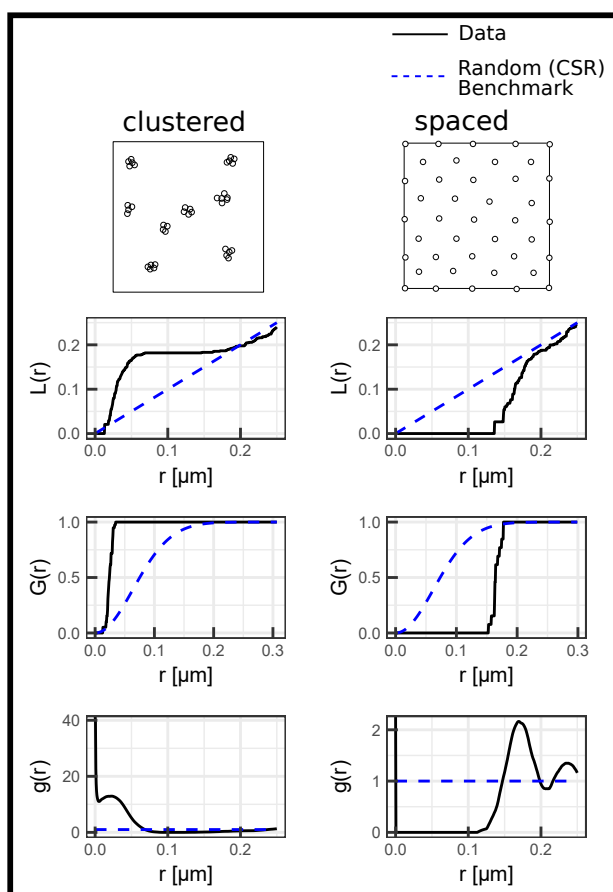 Data
Random (CSR)
Benchmark
clustered
spaced
L(r)
0.2
0.1
0.0
0.0 0.1 0.2
r [µm]
L(r)
0.2
0.1
0.0
0.0 0.1 0.2
r [µm]
G(r)
1.0
0.5
0.0
0.0 0.1 0.2 0.3
r [µm]
G(r)
1.0
0.5
0.0
0.0 0.1 0.2 0.3
r [µm]
g(r)
40
20
0
0.0 0.1 0.2
r [µm]
g(r)
2
1
0
0.0 0.1 0.2
r [µm]